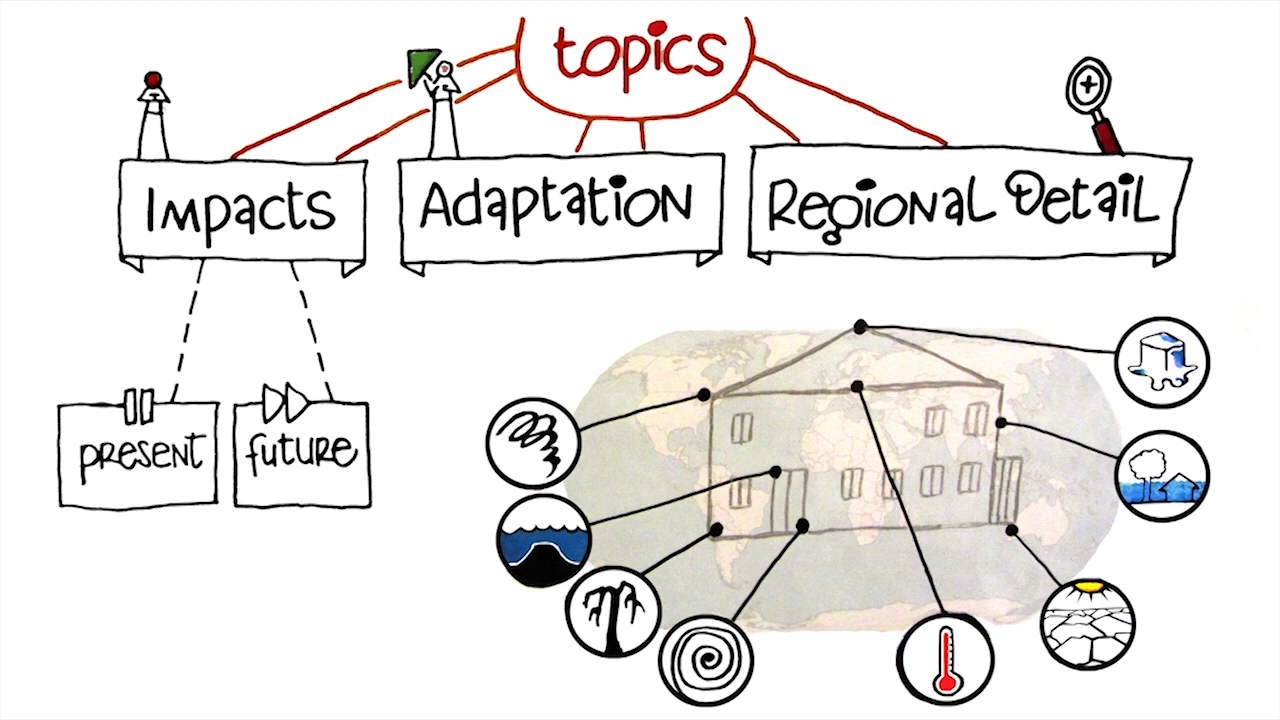 topics
Impacts
Adaptation
Regional Detail
present
future